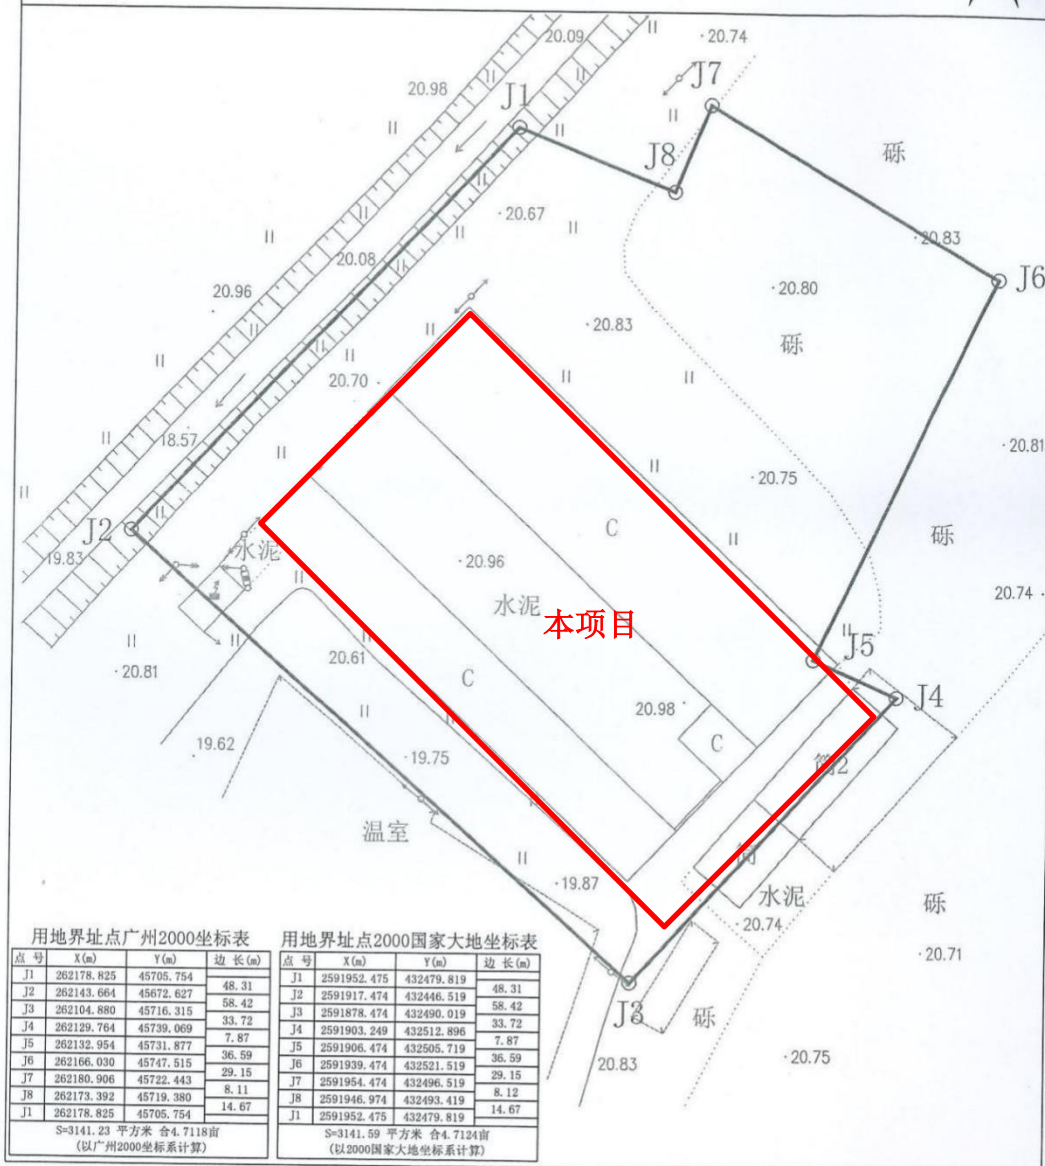 20.09
20.74
J7
20.98
J1
砾
J8
20.67
20.83
20.08
20.96
20.80
J6
20.83
砾
20.70
20.81
18.57
20.75
C
J2
砾
19.83
水泥
20.96
20.74
水泥
本项目
20.61
J5
20.81
C
20.98
J4
C
19.62
19.75
简2
温室
19.87
水泥
砾
20.74
20.71
J3
砾
20.83
20.75
用地界址点广州2000坐标表
点 号 X(m) Y(m) 边 长(m)
J1 262178.825 45705.754
48.31
J2 262143.664 45672.627
58.42
J3 262104.880 45716.315
33.72
J4 262129.764 45739.069
7.87
J5 262132.954 45731.877
36.59
J6 262166.030 45747.515
29.15
J7 262180.906 45722.443
8.11
J8 262173.392 45719.380
14.67
J1 262178.825 45705.754
S=3141.23 平方米 合4.7118亩
(以广州2000坐标系计算)
用地界址点2000国家大地坐标表
点 号 X(m) Y(m) 边 长(m)
J1 2591952.475 432479.819
48.31
J2 2591917.474 432446.519
58.42
J3 2591878.474 432490.019
33.72
J4 2591903.249 432512.896
7.87
J5 2591906.474 432505.719
36.59
J6 2591939.474 432521.519
29.15
J7 2591954.474 432496.519
8.12
J8 2591946.974 432493.419
14.67
J1 2591952.475 432479.819
S=3141.59 平方米 合4.7124亩
(以2000国家大地坐标系计算)